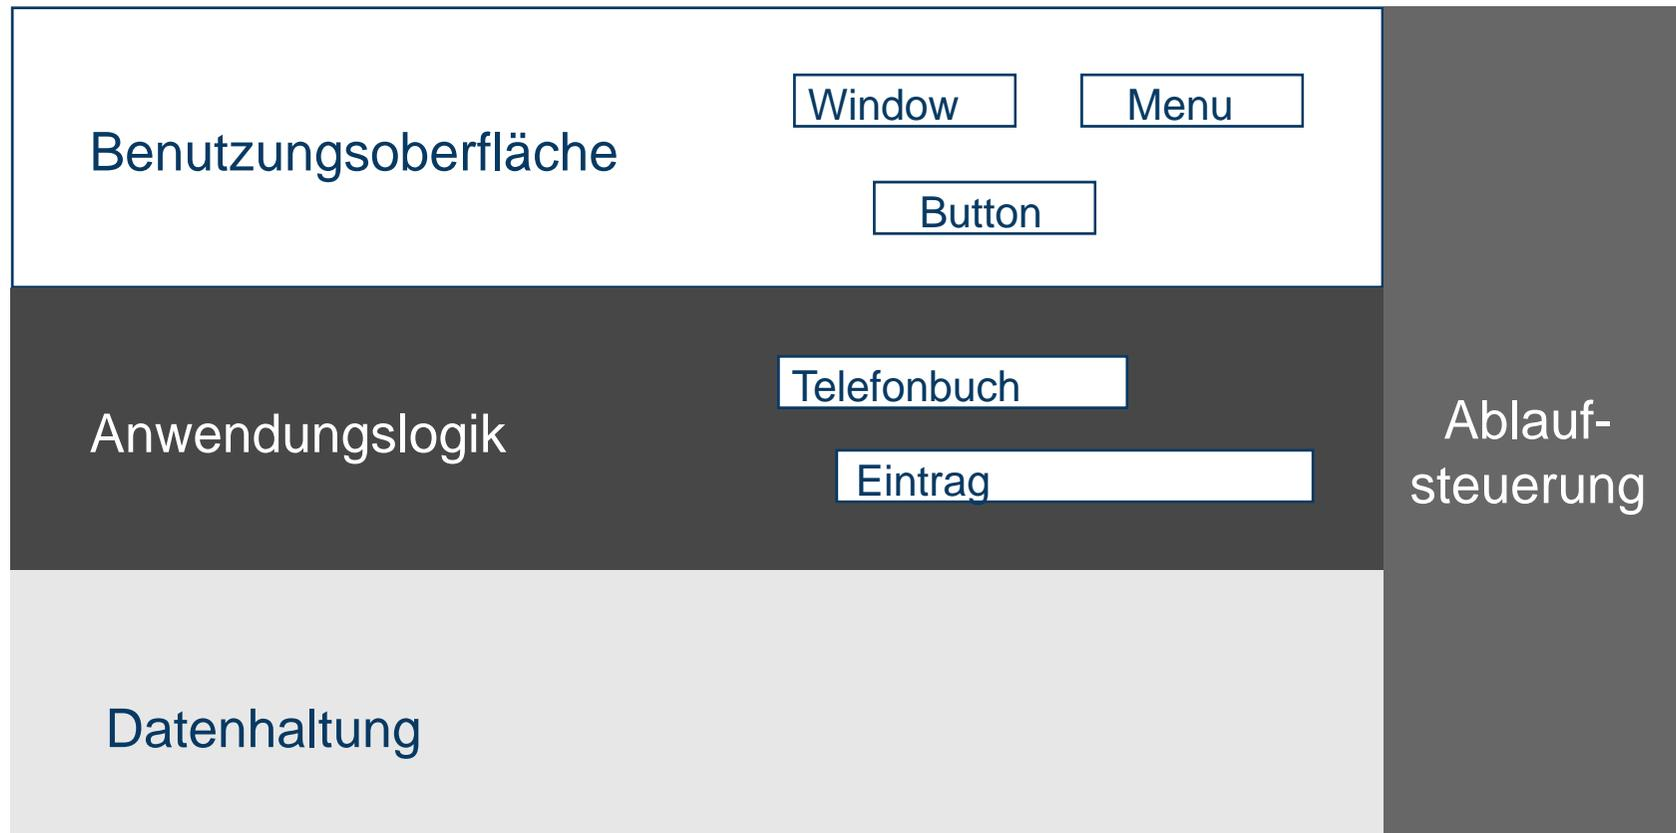 Window
Menu
Benutzungsoberfläche
Button
Telefonbuch
Anwendungslogik
Eintrag
Ablauf-
steuerung
Datenhaltung